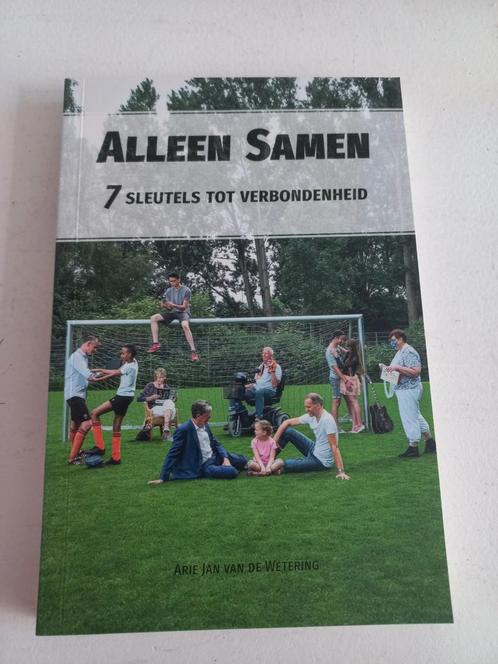 ALLEEN SAMEN
7 SLEUTELS TOT VERBONDENHEID
ARIE JAN VAN DE WETERING